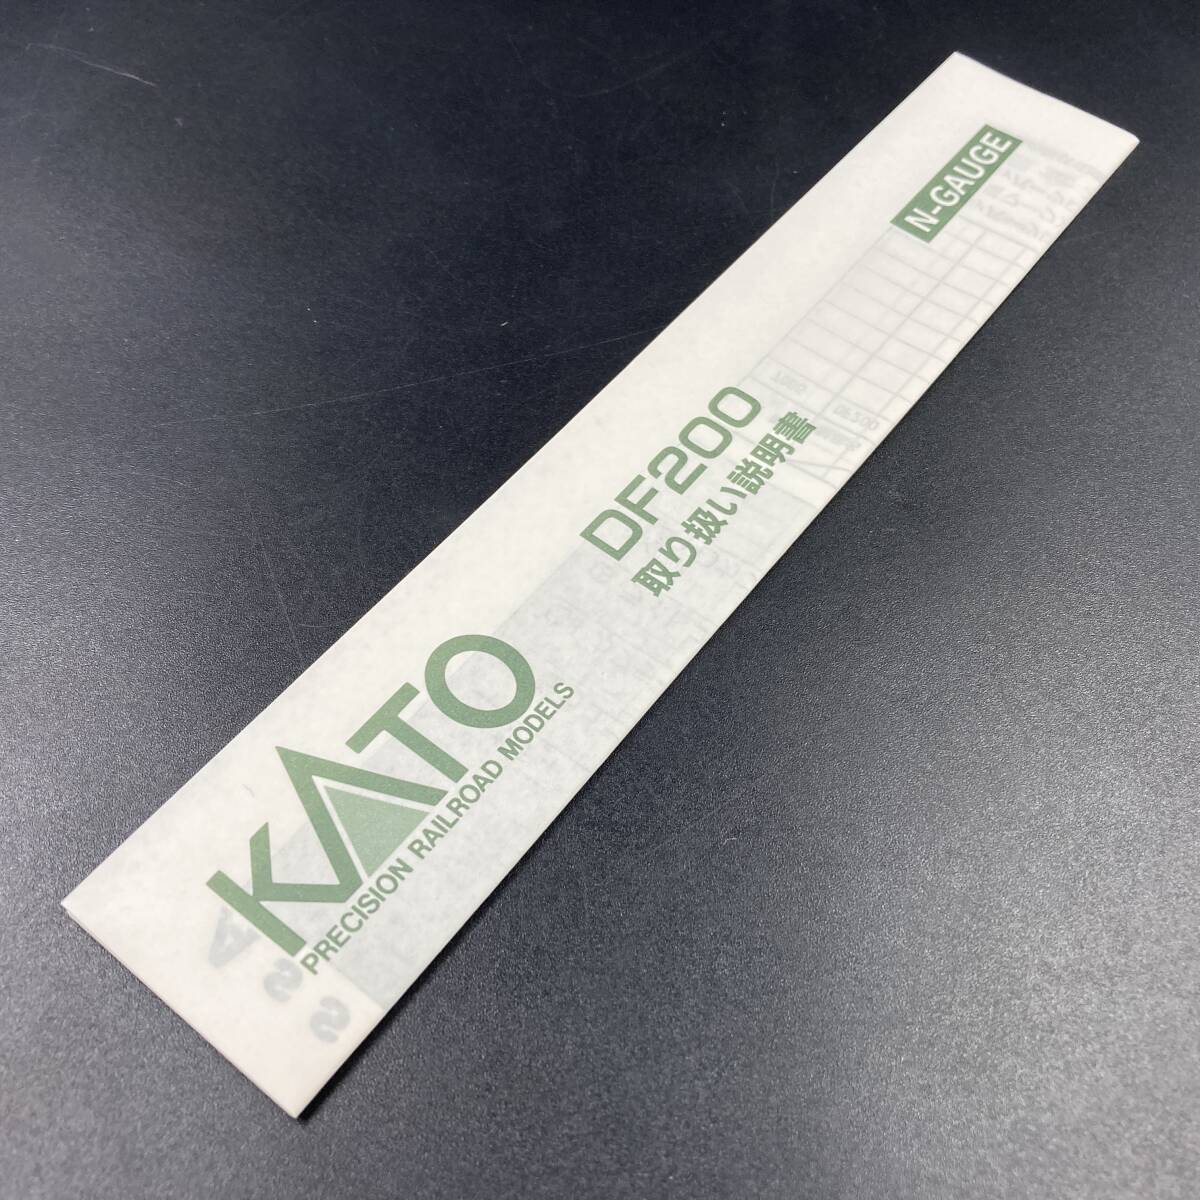 KATO
PRECISION RAILROAD MODELS
DF200
取り扱い説明書
N-GAUGE